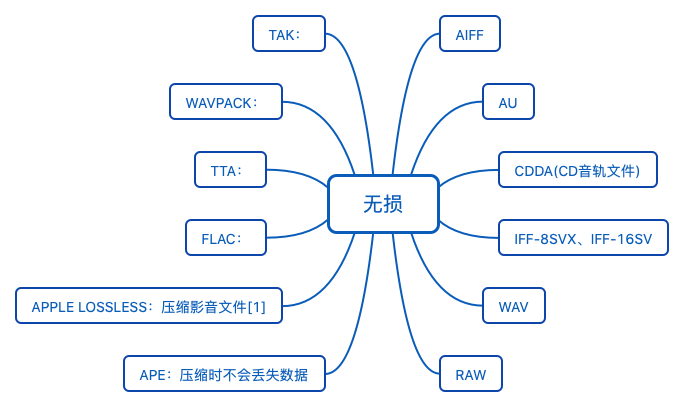 TAK：
AIFF
WAVPACK：
AU
TTA：
CDDA(CD音轨文件)
无损
FLAC：
IFF-8SVX、IFF-16SV
APPLE LOSSLESS：压缩影音文件[1]
WAV
APE：压缩时不会丢失数据
RAW